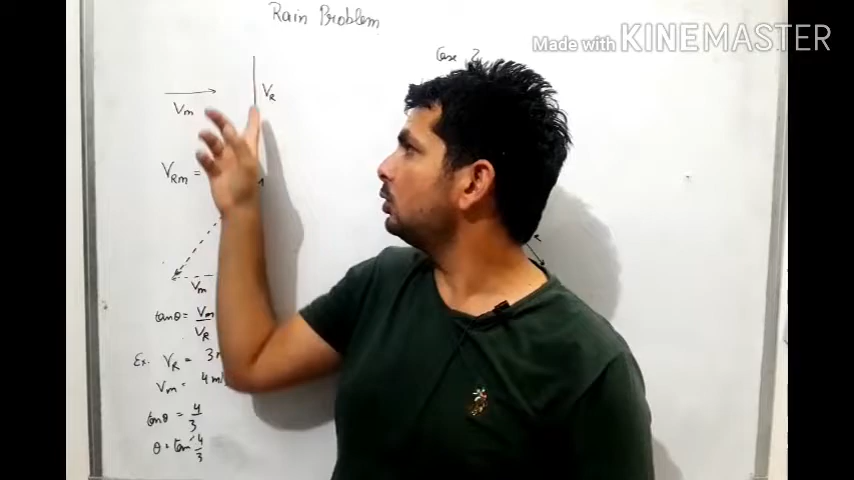 Rain Problem
Made with KINEMASTER
Case 2
Vm
VR
VRm =
Vm
tanθ = Vm/VR
Ex. VR = 3
Vm = 4 m/
tanθ = 4/3
θ = tan⁻¹ 4/3